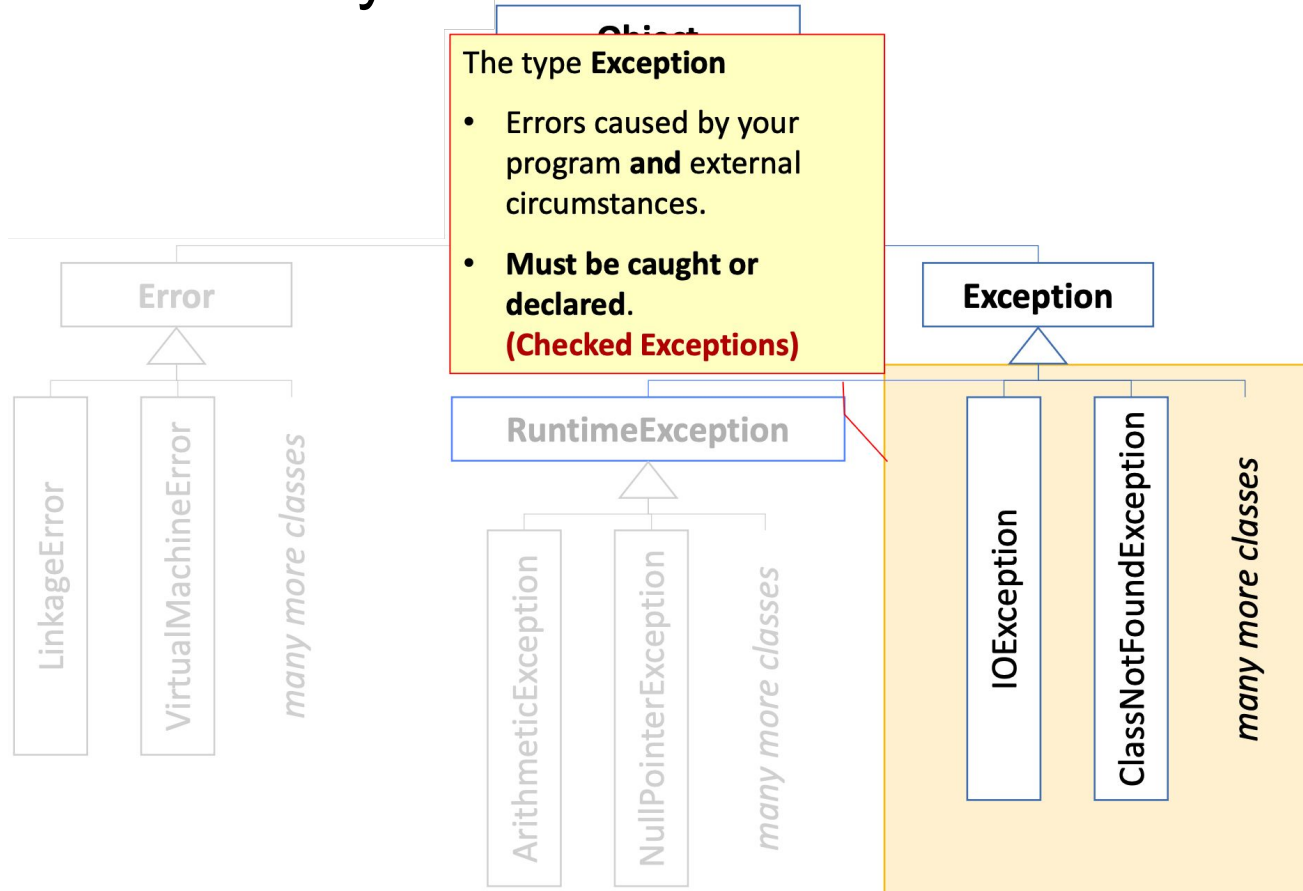 Object
The type Exception
• Errors caused by your
program and external
circumstances.
• Must be caught or
declared.
(Checked Exceptions)
Error
Exception
RuntimeException
LinkageError
VirtualMachineError
many more classes
ArithmeticException
NullPointerException
many more classes
IOException
ClassNotFoundException
many more classes